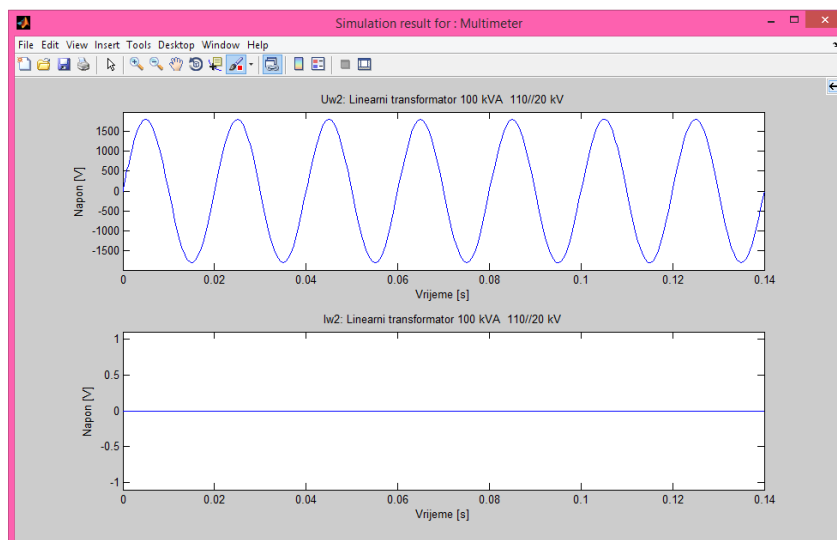 Simulation result for : Multimeter
File Edit View Insert Tools Desktop Window Help
Uw2: Linearni transformator 100 kVA 110//20 kV
Napon [V]
1500
1000
500
0
-500
-1000
-1500
0 0.02 0.04 0.06 0.08 0.1 0.12 0.14
Vrijeme [s]
Iw2: Linearni transformator 100 kVA 110//20 kV
Napon [V]
1
0.5
0
-0.5
-1
0 0.02 0.04 0.06 0.08 0.1 0.12 0.14
Vrijeme [s]